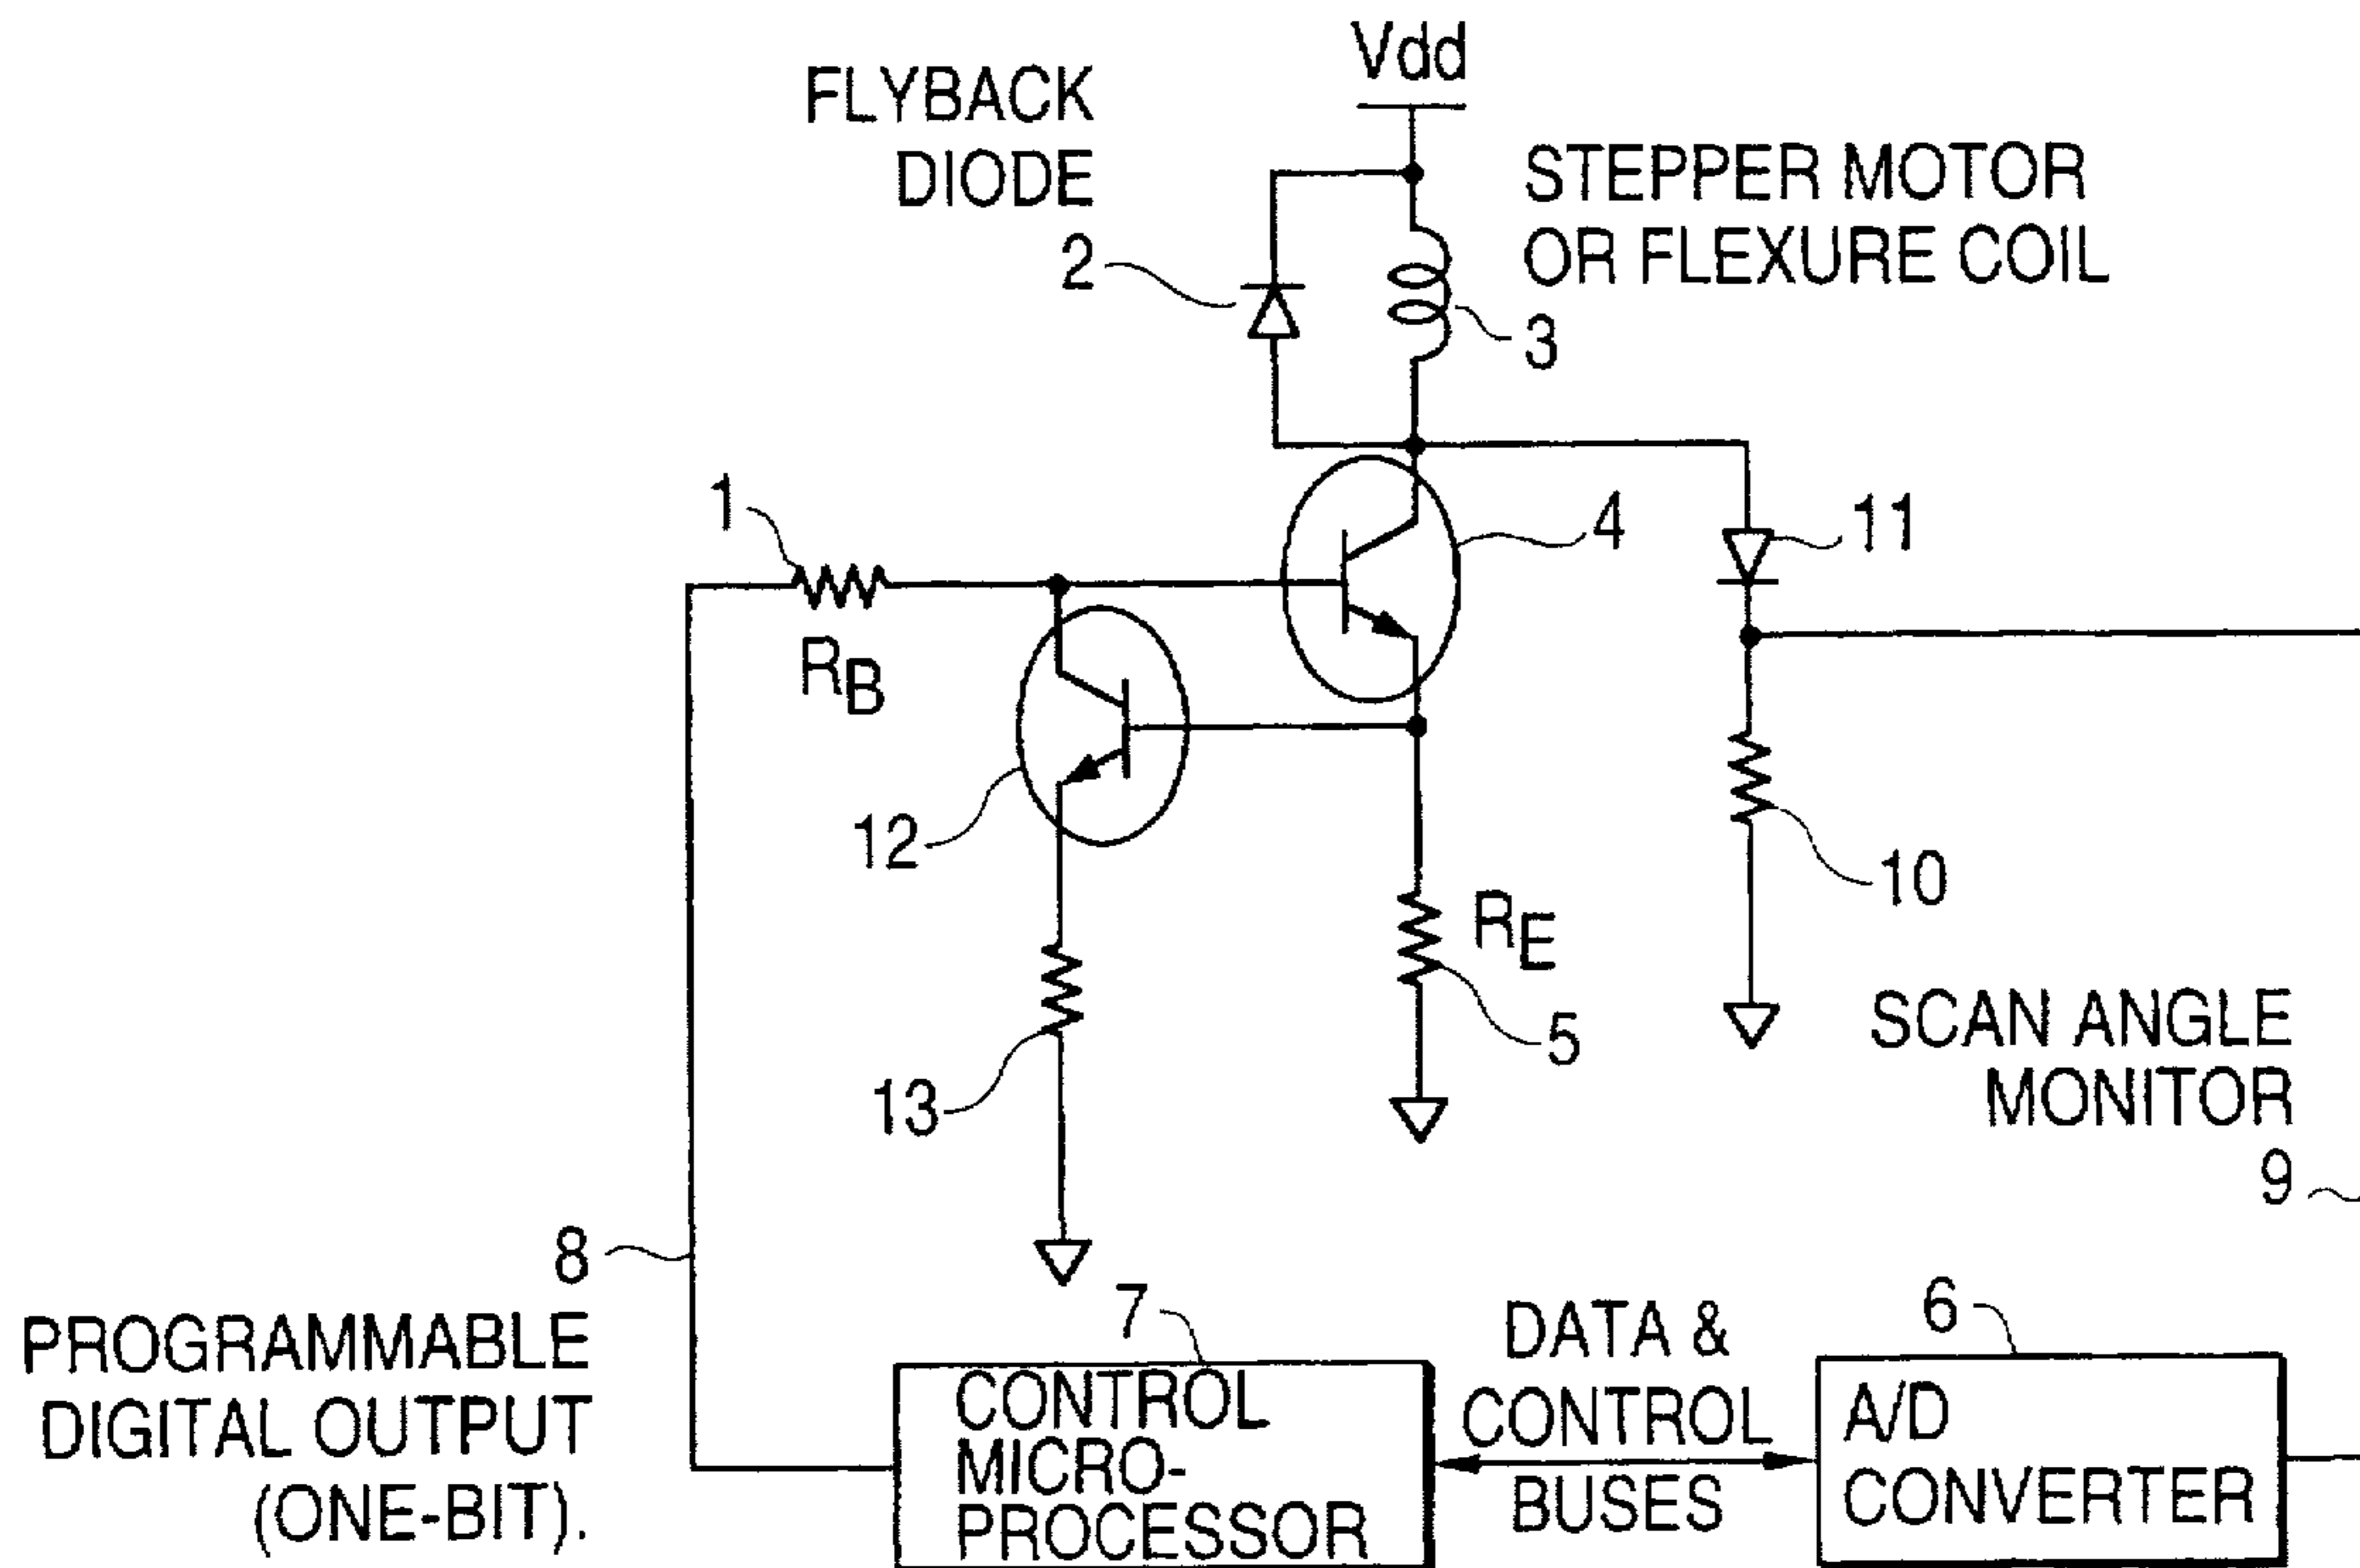 Vdd
FLYBACK
DIODE
2
STEPPER MOTOR
OR FLEXURE COIL
3
1
RB
4
11
12
10
RE
5
13
SCAN ANGLE
MONITOR
9
8
PROGRAMMABLE
DIGITAL OUTPUT
(ONE-BIT).
7
CONTROL
MICRO-
PROCESSOR
DATA &
CONTROL
BUSES
6
A/D
CONVERTER